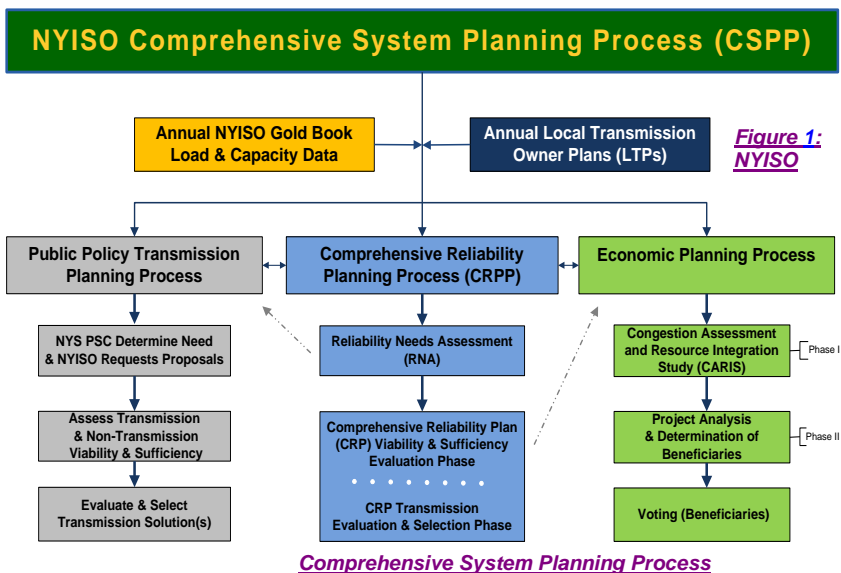 NYISO Comprehensive System Planning Process (CSPP)
Annual NYISO Gold Book
Load & Capacity Data
Annual Local Transmission
Owner Plans (LTPs)
Figure 1:
NYISO
Public Policy Transmission
Planning Process
Comprehensive Reliability
Planning Process (CRPP)
Economic Planning Process
NYS PSC Determine Need
& NYISO Requests Proposals
Reliability Needs Assessment
(RNA)
Congestion Assessment
and Resource Integration
Study (CARIS)
Phase I
Assess Transmission
& Non-Transmission
Viability & Sufficiency
Comprehensive Reliability Plan
(CRP) Viability & Sufficiency
Evaluation Phase
Project Analysis
& Determination of
Beneficiaries
Phase II
Evaluate & Select
Transmission Solution(s)
CRP Transmission
Evaluation & Selection Phase
Voting (Beneficiaries)
Comprehensive System Planning Process